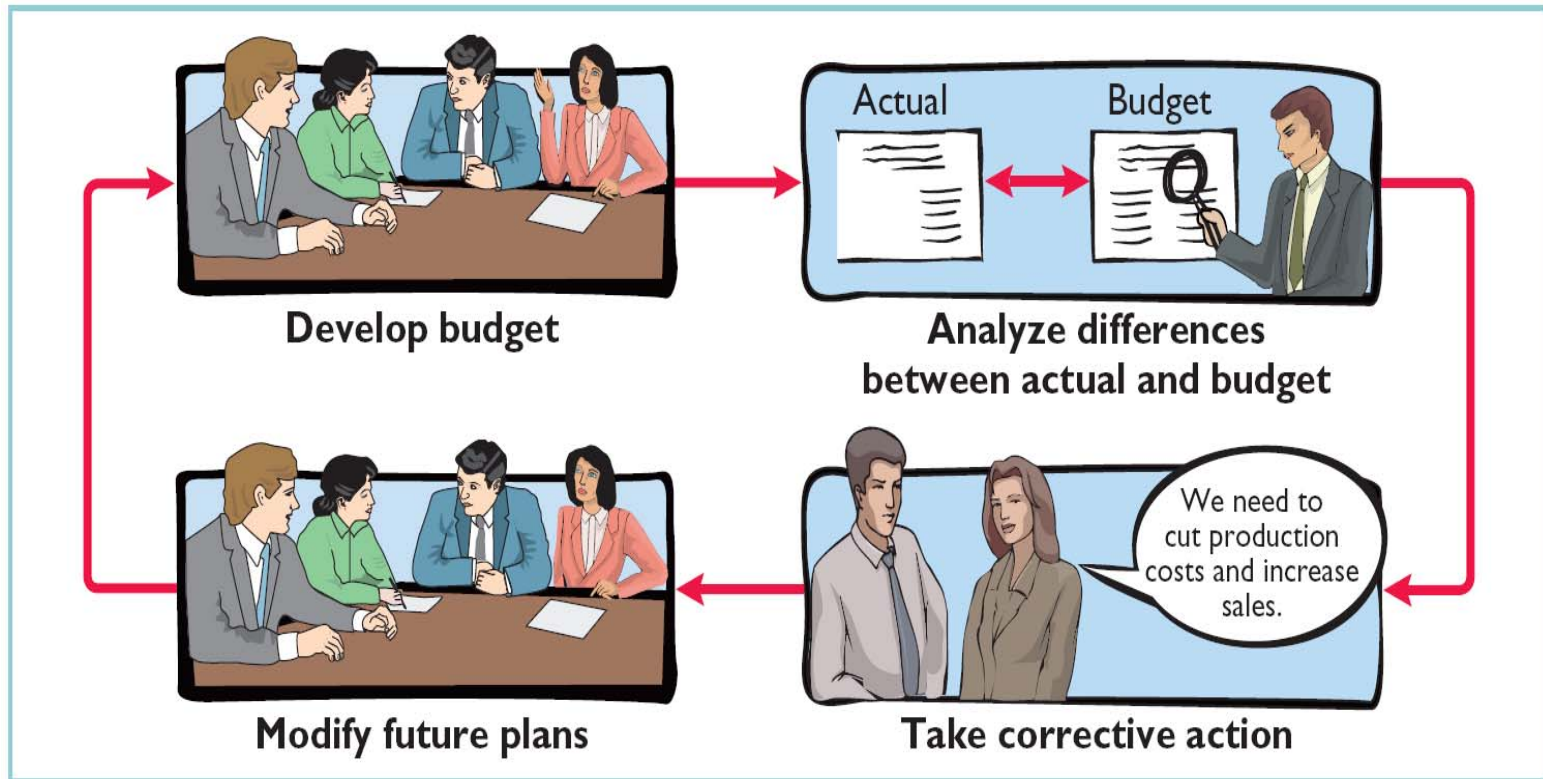 Actual
Budget
Develop budget
Analyze differences
between actual and budget
We need to
cut production
costs and increase
sales.
Take corrective action
Modify future plans